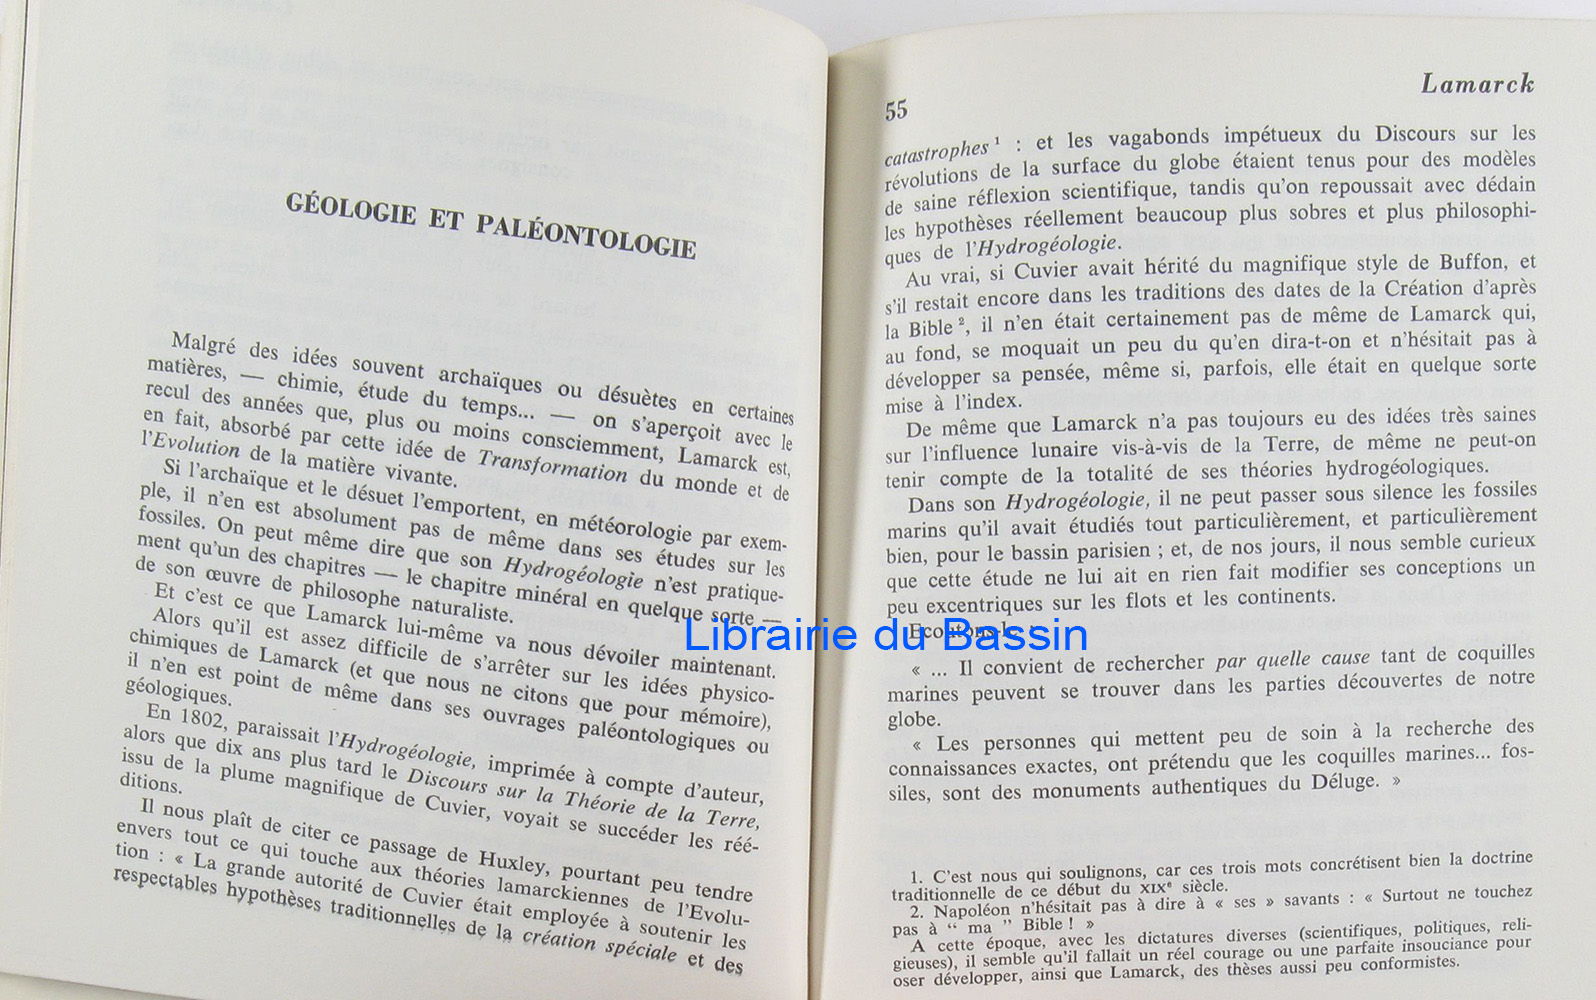 GÉOLOGIE ET PALÉONTOLOGIE
Malgré des idées souvent archaïques ou désuètes en certaines
matières, — chimie, étude du temps... — on s'aperçoit avec le
recul des années que, plus ou moins consciemment, Lamarck est,
en fait, absorbé par cette idée de Transformation du monde et de
l'Evolution de la matière vivante.
Si l'archaïque et le désuet l'emportent, en météorologie par exem-
ple, il n'en est absolument pas de même dans ses études sur les
fossiles. On peut même dire que son Hydrogéologie n'est pratique-
ment qu'un des chapitres — le chapitre minéral en quelque sorte —
de son œuvre de philosophe naturaliste.
Et c'est ce que Lamarck lui-même va nous dévoiler maintenant.
Alors qu'il est assez difficile de s'arrêter sur les idées physico-
chimiques de Lamarck (et que nous ne citons que pour mémoire),
il n'en est point de même dans ses ouvrages paléontologiques ou
géologiques.
En 1802, paraissait l'Hydrogéologie, imprimée à compte d'auteur,
alors que dix ans plus tard le Discours sur la Théorie de la Terre,
issu de la plume magnifique de Cuvier, voyait se succéder les réé-
ditions.
Il nous plaît de citer ce passage de Huxley, pourtant peu tendre
envers tout ce qui touche aux théories lamarckiennes de l'Evolu-
tion : « La grande autorité de Cuvier était employée à soutenir les
respectables hypothèses traditionnelles de la création spéciale et des
55
Lamarck
catastrophes ¹ : et les vagabonds impétueux du Discours sur les
révolutions de la surface du globe étaient tenus pour des modèles
de saine réflexion scientifique, tandis qu'on repoussait avec dédain
les hypothèses réellement beaucoup plus sobres et plus philosophi-
ques de l'Hydrogéologie.
Au vrai, si Cuvier avait hérité du magnifique style de Buffon, et
s'il restait encore dans les traditions des dates de la Création d'après
la Bible ², il n'en était certainement pas de même de Lamarck qui,
au fond, se moquait un peu du qu'en dira-t-on et n'hésitait pas à
développer sa pensée, même si, parfois, elle était en quelque sorte
mise à l'index.
De même que Lamarck n'a pas toujours eu des idées très saines
sur l'influence lunaire vis-à-vis de la Terre, de même ne peut-on
tenir compte de la totalité de ses théories hydrogéologiques.
Dans son Hydrogéologie, il ne peut passer sous silence les fossiles
marins qu'il avait étudiés tout particulièrement, et particulièrement
bien, pour le bassin parisien ; et, de nos jours, il nous semble curieux
que cette étude ne lui ait en rien fait modifier ses conceptions un
peu excentriques sur les flots et les continents.
Ecoutons-le :
Librairie du Bassin
« ... Il convient de rechercher par quelle cause tant de coquilles
marines peuvent se trouver dans les parties découvertes de notre
globe.
« Les personnes qui mettent peu de soin à la recherche des
connaissances exactes, ont prétendu que les coquilles marines... fos-
siles, sont des monuments authentiques du Déluge. »
1. C'est nous qui soulignons, car ces trois mots concrétisent bien la doctrine
traditionnelle de ce début du XIXe siècle.
2. Napoléon n'hésitait pas à dire à « ses » savants : « Surtout ne touchez
pas à “ ma ” Bible ! »
A cette époque, avec les dictatures diverses (scientifiques, politiques, reli-
gieuses), il semble qu'il fallait un réel courage ou une parfaite insouciance pour
oser développer, ainsi que Lamarck, des thèses aussi peu conformistes.